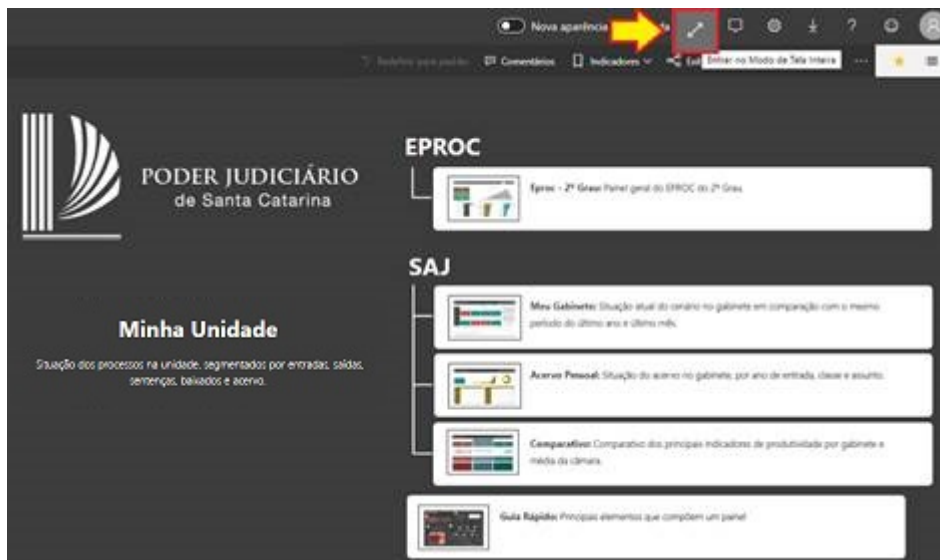 Nova aparência
?
Redefinir para padrão
Comentários
Indicadores
Entrar no Modo de Tela Inteira
...
PODER JUDICIÁRIO
de Santa Catarina
Minha Unidade
Situação dos processos na unidade, segmentados por entradas, saídas,
sentenças, baixados e acervo.
EPROC
Eproc - 2º Grau: Painel geral do EPROC do 2º Grau.
SAJ
Meu Gabinete: Situação atual do cenário no gabinete em comparação com o mesmo
período do último ano e último mês.
Acervo Pessoal: Situação do acervo no gabinete, por ano de entrada, classe e assunto.
Comparativo: Comparativo dos principais indicadores de produtividade por gabinete e
média da câmara.
Guia Rápido: Principais elementos que compõem um painel